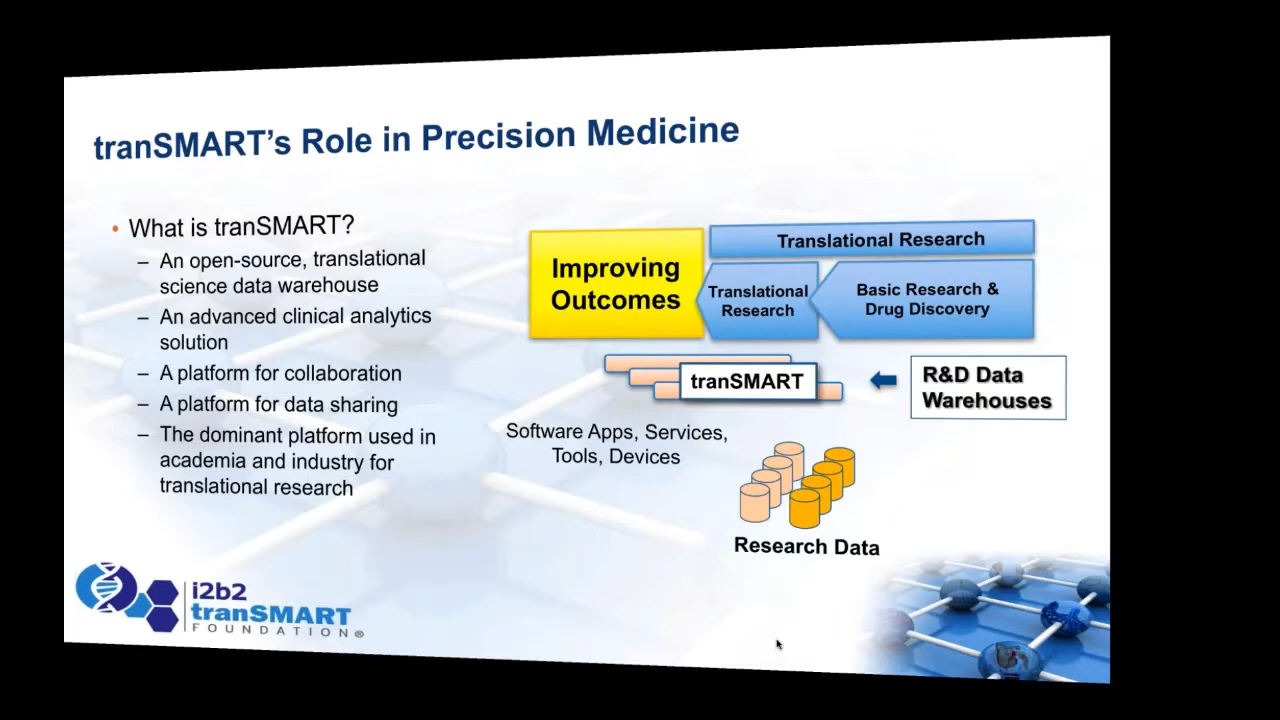 tranSMART's Role in Precision Medicine
• What is tranSMART?
– An open-source, translational
science data warehouse
– An advanced clinical analytics
solution
– A platform for collaboration
– A platform for data sharing
– The dominant platform used in
academia and industry for
translational research
Improving
Outcomes
Translational Research
Translational
Research
Basic Research &
Drug Discovery
tranSMART
R&D Data
Warehouses
Software Apps, Services,
Tools, Devices
Research Data
i2b2
tranSMART
FOUNDATION®